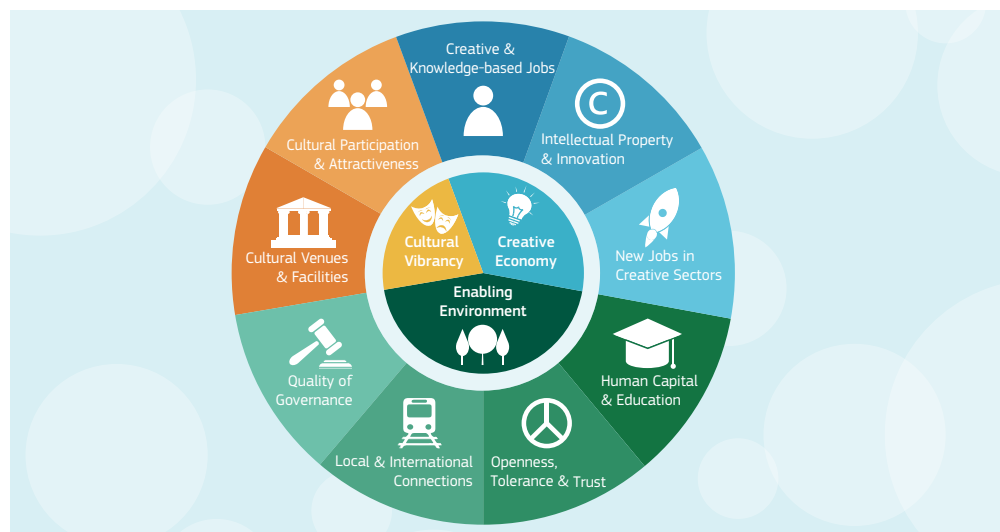 Creative &
Knowledge-based Jobs
C
Intellectual Property
& Innovation
New Jobs in
Creative Sectors
Human Capital
& Education
Openness,
Tolerance & Trust
Local & International
Connections
Quality of
Governance
Cultural Venues
& Facilities
Cultural Participation
& Attractiveness
Cultural
Vibrancy
Creative
Economy
Enabling
Environment